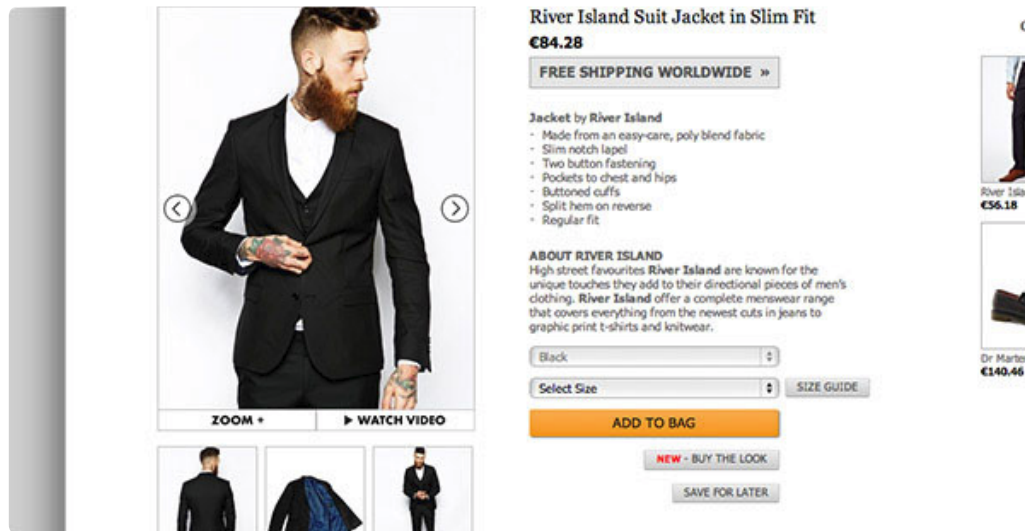 River Island Suit Jacket in Slim Fit
€84.28
FREE SHIPPING WORLDWIDE »
Jacket by River Island
- Made from an easy-care, poly blend fabric
- Slim notch lapel
- Two button fastening
- Pockets to chest and hips
- Buttoned cuffs
- Split hem on reverse
- Regular fit
ABOUT RIVER ISLAND
High street favourites River Island are known for the
unique touches they add to their directional pieces of men's
clothing. River Island offer a complete menswear range
that covers everything from the newest cuts in jeans to
graphic print t-shirts and knitwear.
Black
Select Size
SIZE GUIDE
ADD TO BAG
NEW - BUY THE LOOK
SAVE FOR LATER
ZOOM +
WATCH VIDEO
River Isla
€56.18
Dr Marte
€140.46